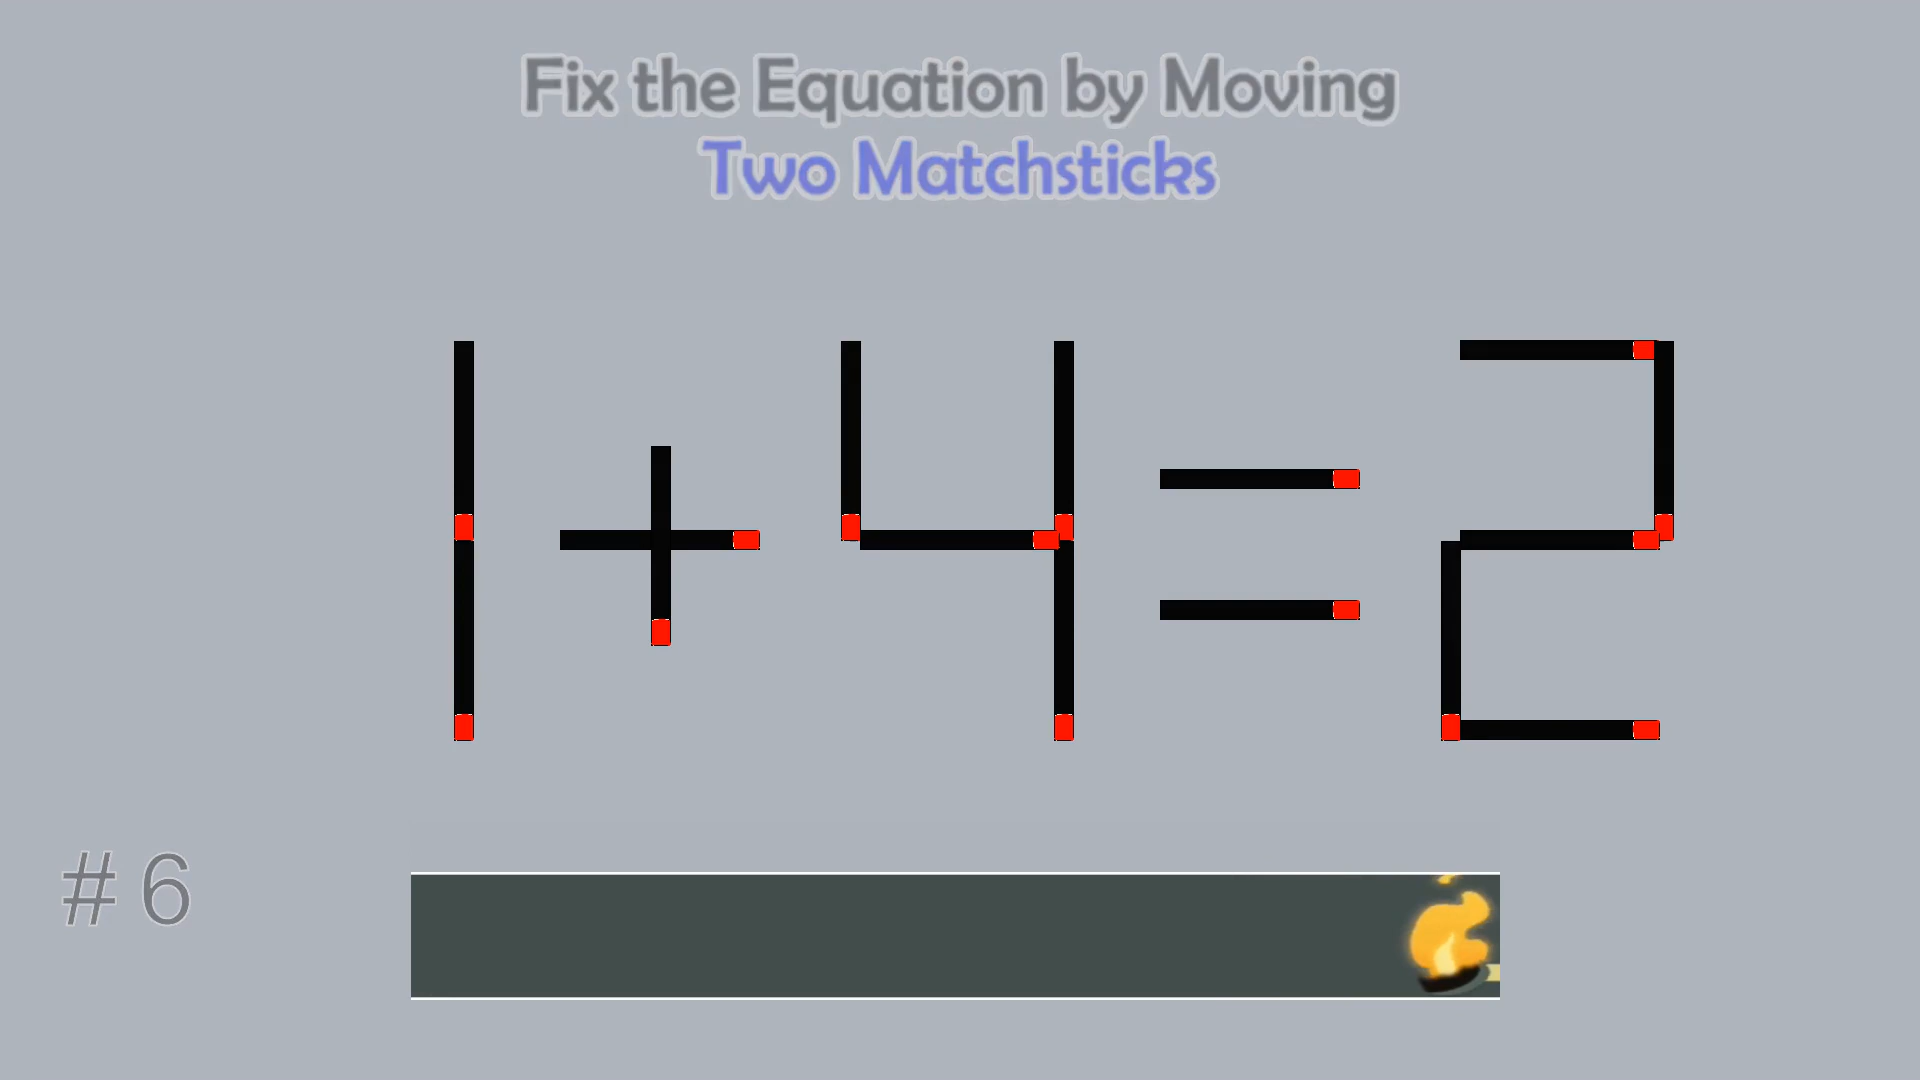 Fix the Equation by Moving
Two Matchsticks
1 + 4 = 2
# 6